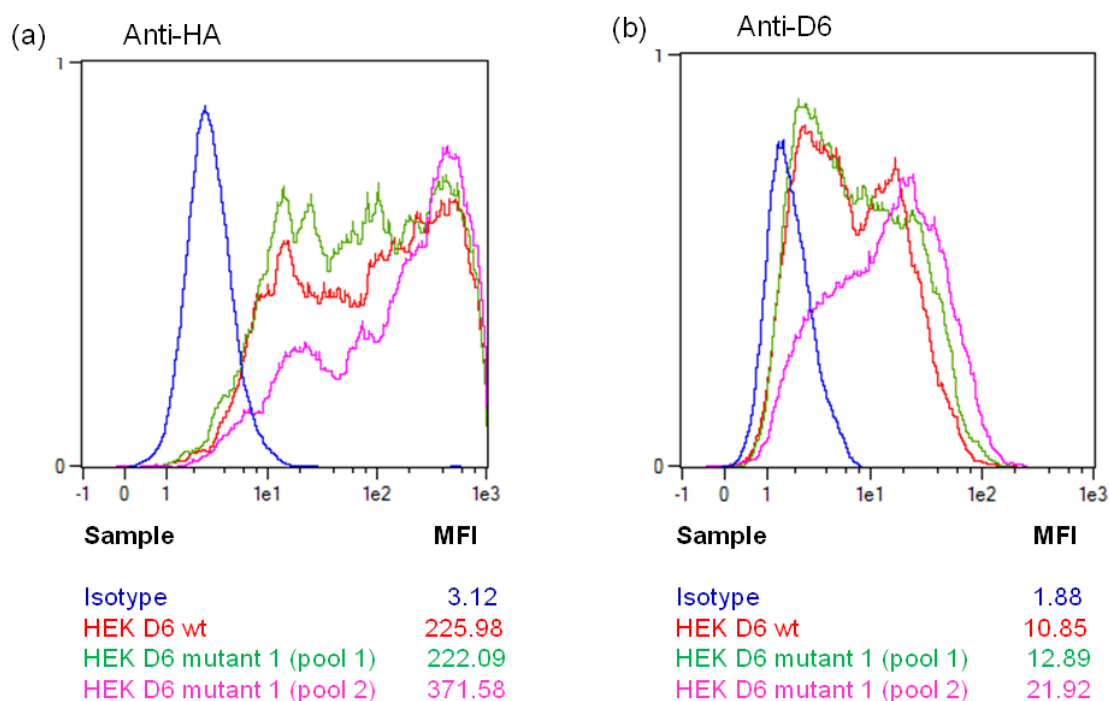 (a) Anti-HA
1
0
-1 0 1 1e1 1e2 1e3
Sample MFI
Isotype 3.12
HEK D6 wt 225.98
HEK D6 mutant 1 (pool 1) 222.09
HEK D6 mutant 1 (pool 2) 371.58
(b) Anti-D6
1
0
-1 0 1 1e1 1e2 1e3
Sample MFI
Isotype 1.88
HEK D6 wt 10.85
HEK D6 mutant 1 (pool 1) 12.89
HEK D6 mutant 1 (pool 2) 21.92